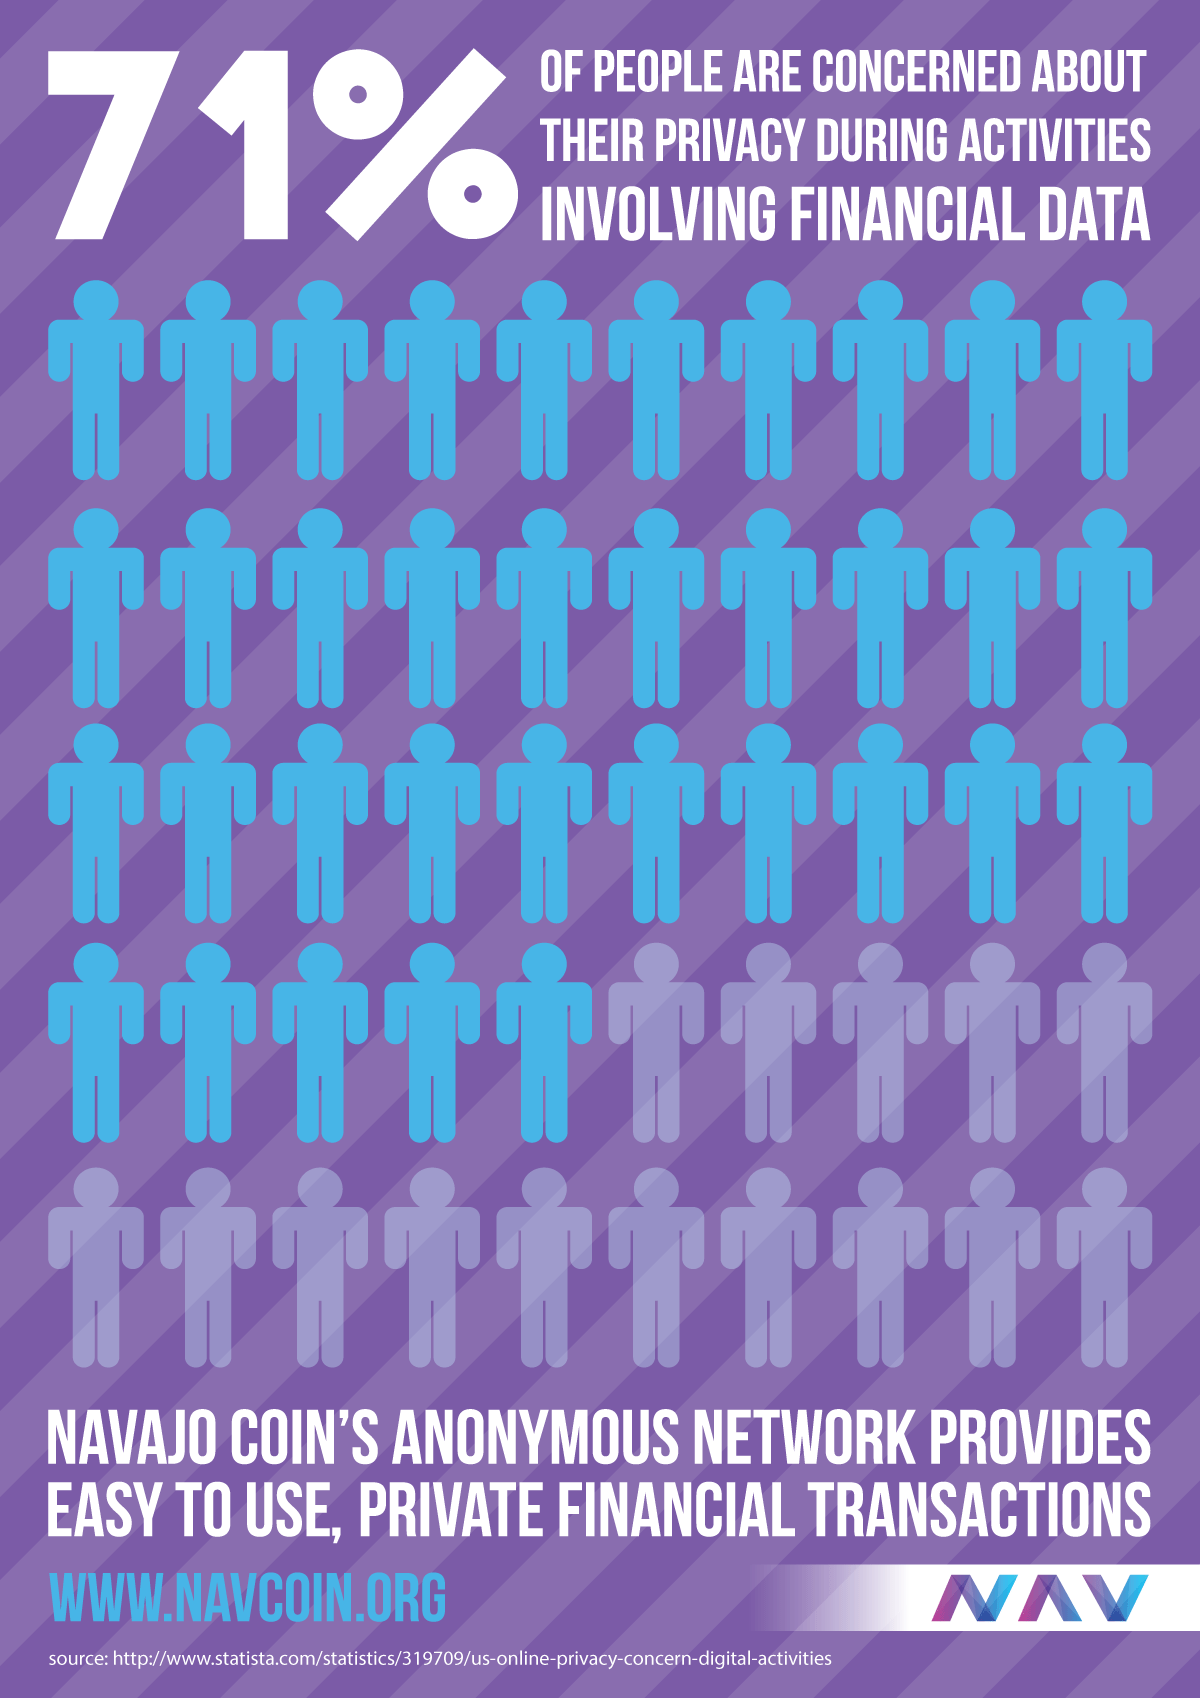 71%
OF PEOPLE ARE CONCERNED ABOUT
THEIR PRIVACY DURING ACTIVITIES
INVOLVING FINANCIAL DATA
NAVAJO COIN'S ANONYMOUS NETWORK PROVIDES
EASY TO USE, PRIVATE FINANCIAL TRANSACTIONS
WWW.NAVCOIN.ORG
NAV
source: http://www.statista.com/statistics/319709/us-online-privacy-concern-digital-activities